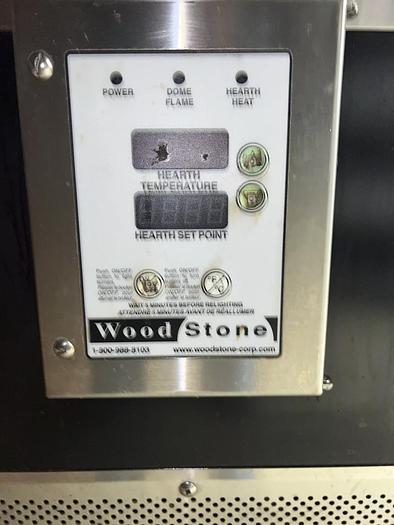 POWER
DOME
FLAME
HEARTH
HEAT
HEARTH
TEMPERATURE
HEARTH SET POINT
WAIT 5 MINUTES BEFORE RELIGHTING
ATTENDRE 5 MINUTES AVANT DE RÉALLUMER
Wood Stone
1-800-988-8103
www.woodstone-corp.com